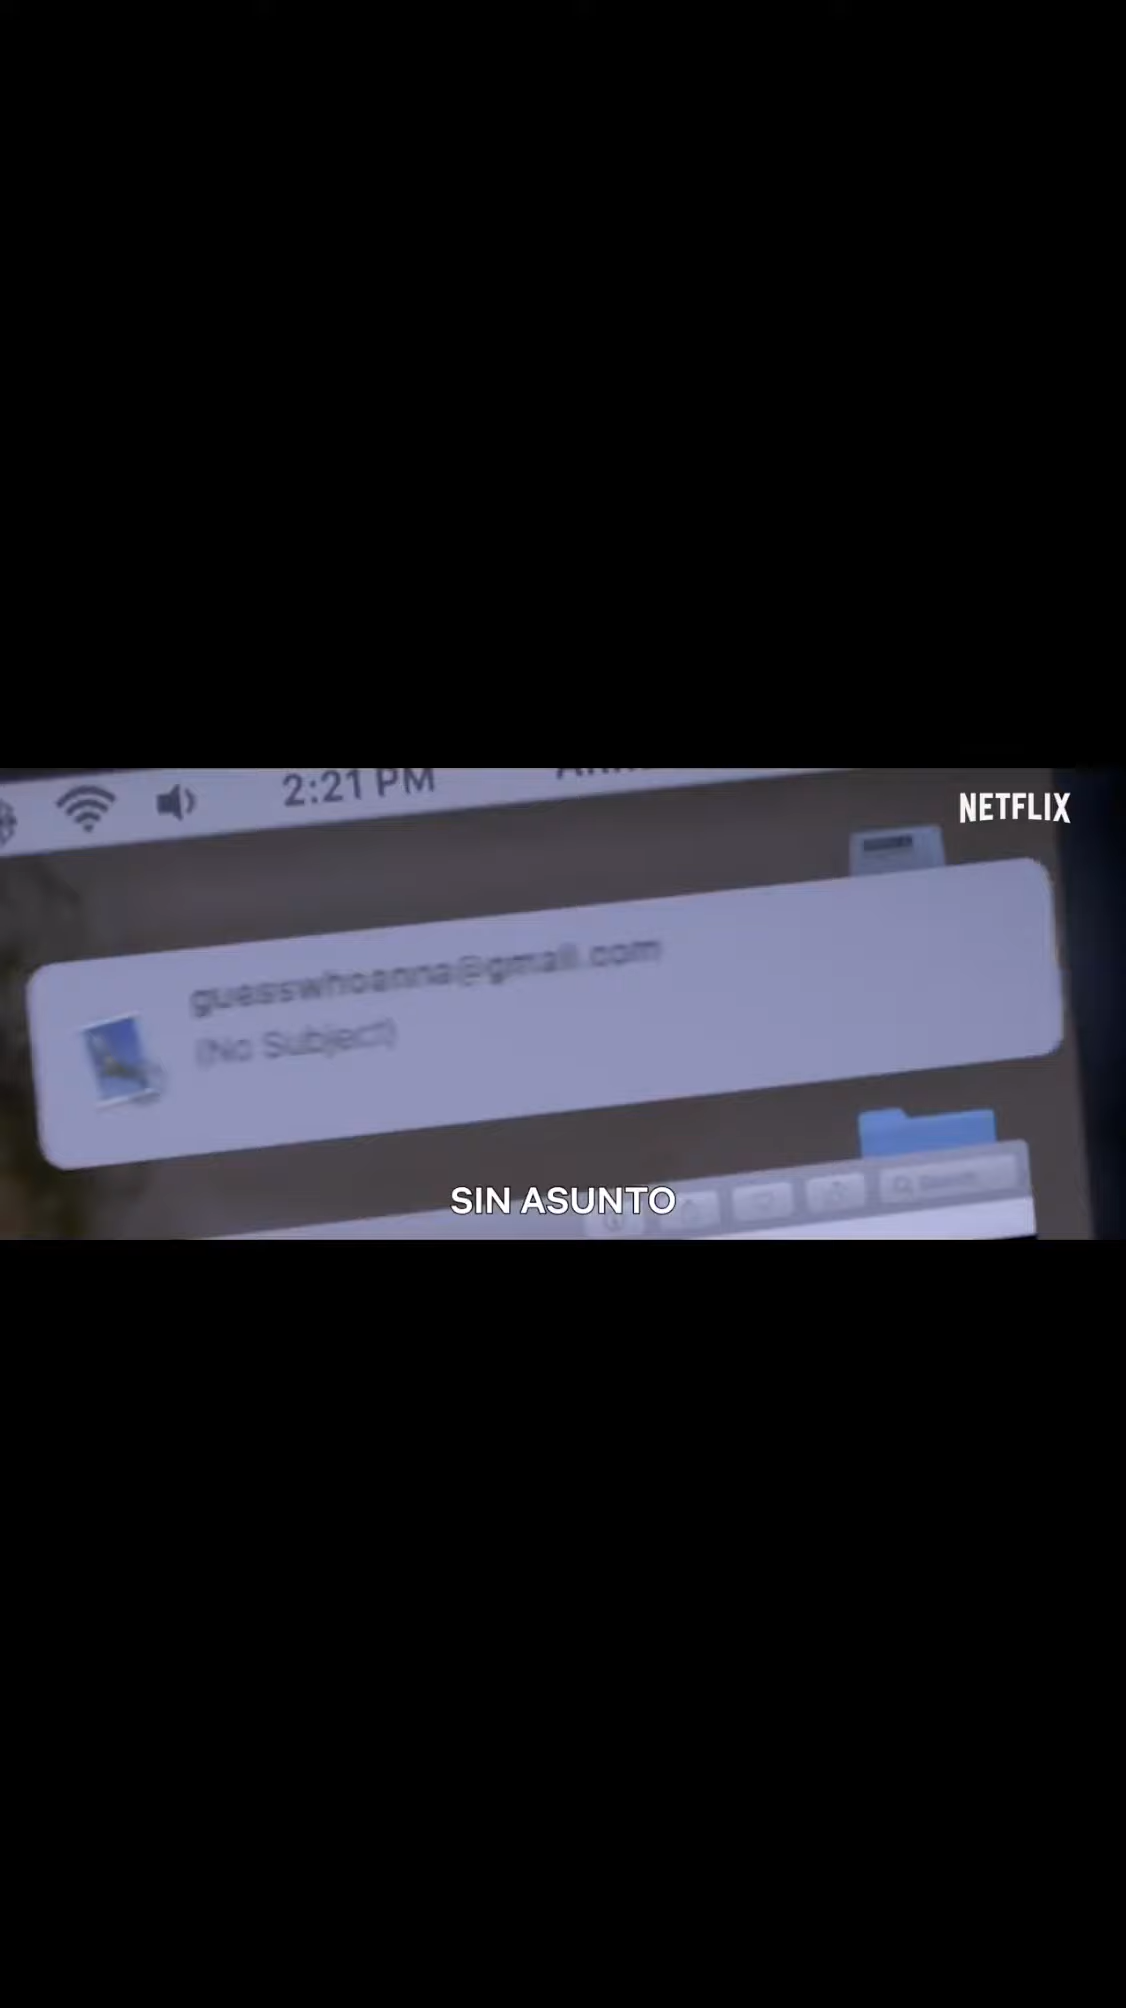 2:21 PM
NETFLIX
guesswhoanna@gmail.com
(No Subject)
SIN ASUNTO